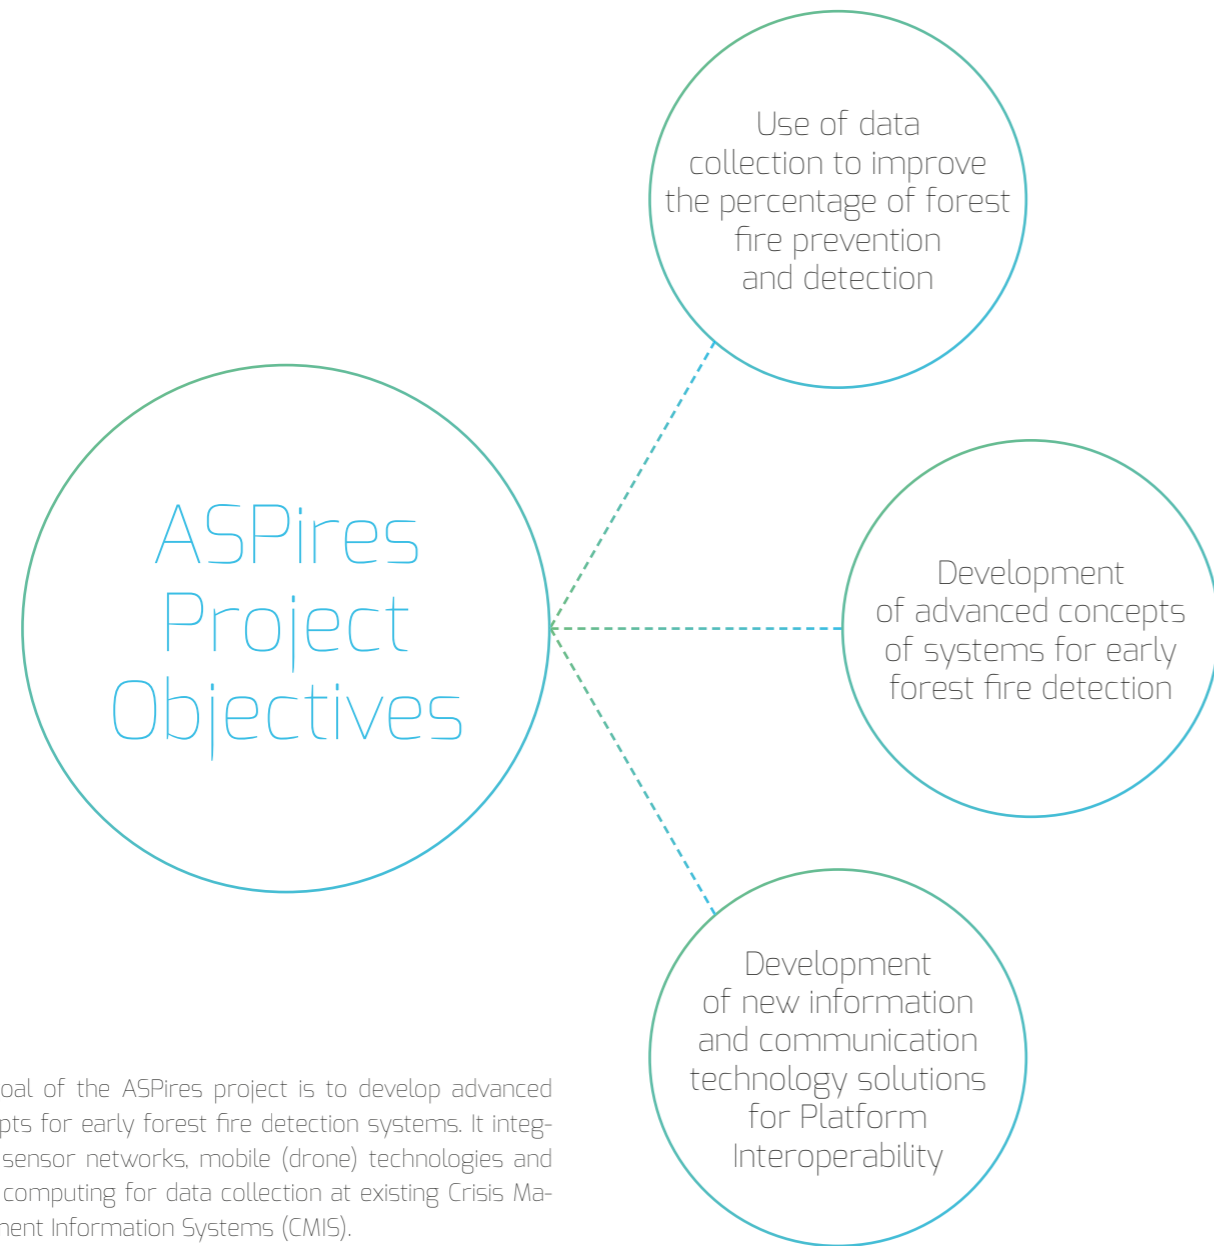 ASPires
Project
Objectives
Use of data
collection to improve
the percentage of forest
fire prevention
and detection
Development
of advanced concepts
of systems for early
forest fire detection
Development
of new information
and communication
technology solutions
for Platform
Interoperability
of the ASPires project is to develop advanced
for early forest fire detection systems. It integ-
sensor networks, mobile (drone) technologies and
computing for data collection at existing Crisis Ma-
Information Systems (CMIS).